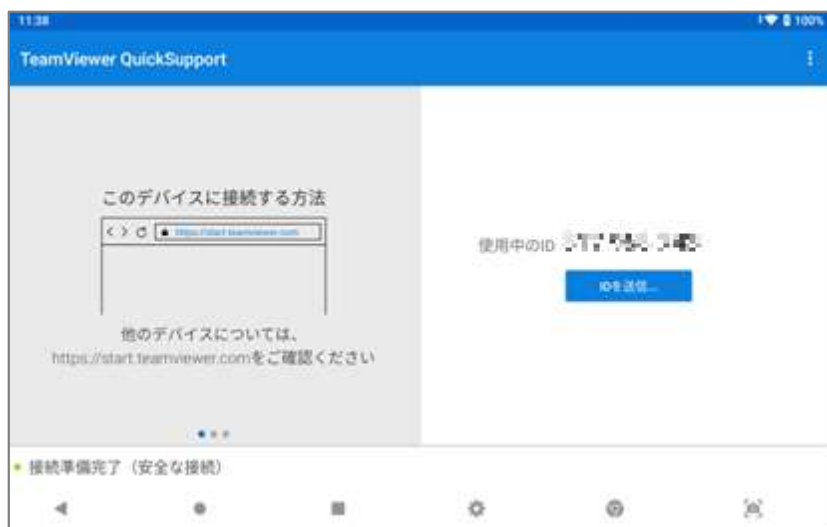 11:38
100%
TeamViewer QuickSupport
このデバイスに接続する方法
https://start.teamviewer.com
他のデバイスについては、
https://start.teamviewer.comをご確認ください
使用中のID
IDを送信...
接続準備完了（安全な接続）